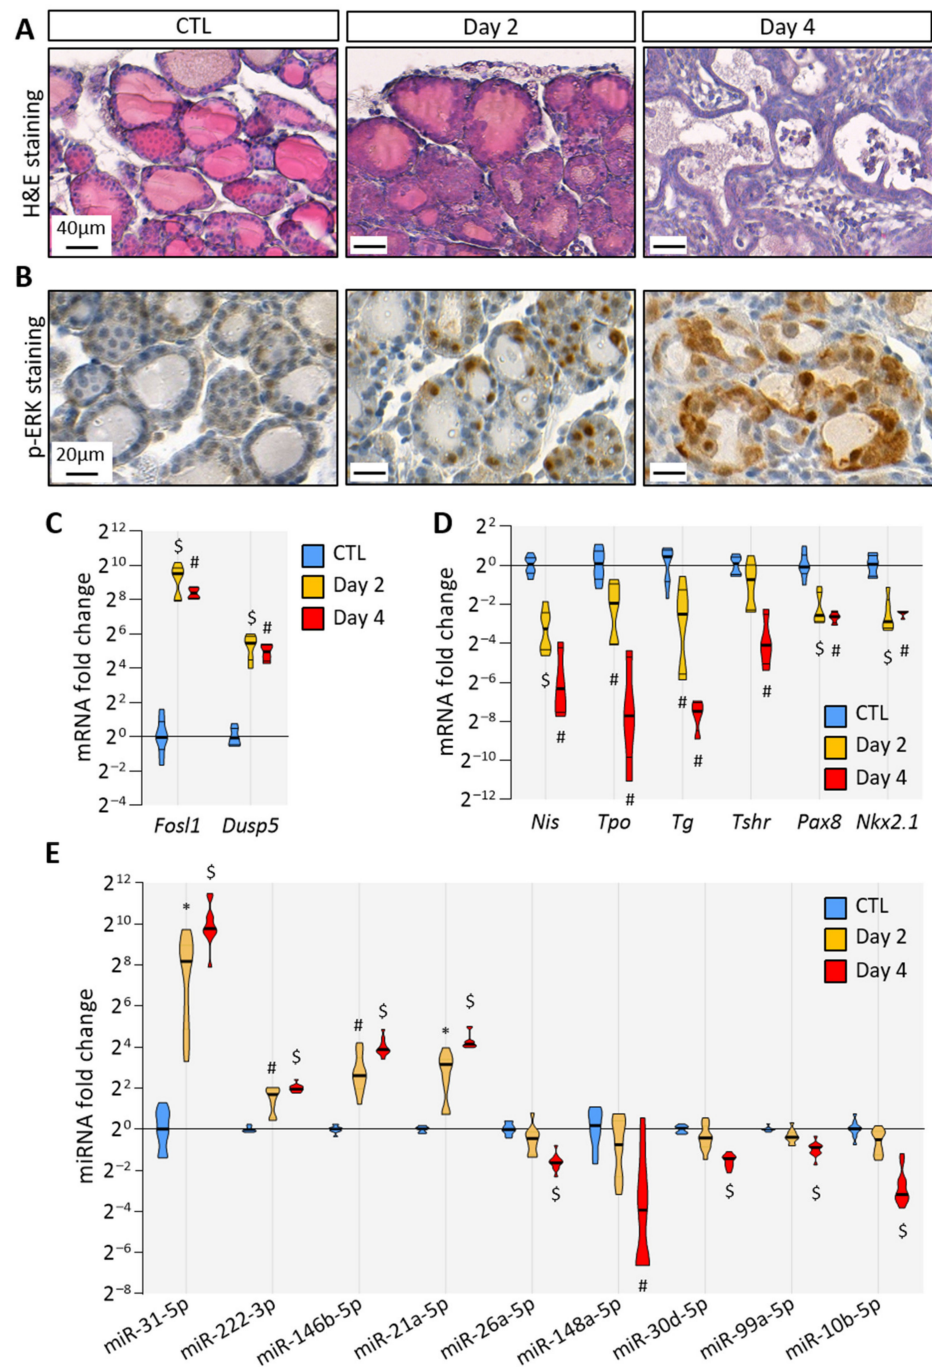 A
CTL
Day 2
Day 4
H&E staining
40µm
B
p-ERK staining
20µm
C
mRNA fold change
2^12
2^10
2^8
2^6
2^4
2^2
2^0
2^−2
2^−4
$
#
$
#
Fosl1
Dusp5
CTL
Day 2
Day 4
D
mRNA fold change
2^2
2^0
2^−2
2^−4
2^−6
2^−8
2^−10
2^−12
$
#
#
#
#
#
#
$
#
$
#
CTL
Day 2
Day 4
Nis
Tpo
Tg
Tshr
Pax8
Nkx2.1
E
miRNA fold change
2^12
2^10
2^8
2^6
2^4
2^2
2^0
2^−2
2^−4
2^−6
2^−8
*
$
#
$
#
$
*
$
$
#
$
$
$
CTL
Day 2
Day 4
miR-31-5p
miR-222-3p
miR-146b-5p
miR-21a-5p
miR-26a-5p
miR-148a-5p
miR-30d-5p
miR-99a-5p
miR-10b-5p